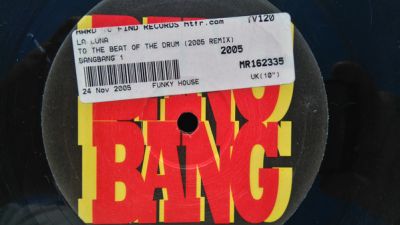 HARD TO FIND RECORDS htfr.com TV120
LA LUNA
TO THE BEAT OF THE DRUM (2005 REMIX)
2005
BANGBANG 1
MR162335
24 Nov 2005 FUNKY HOUSE UK(10")
BANG
BANG